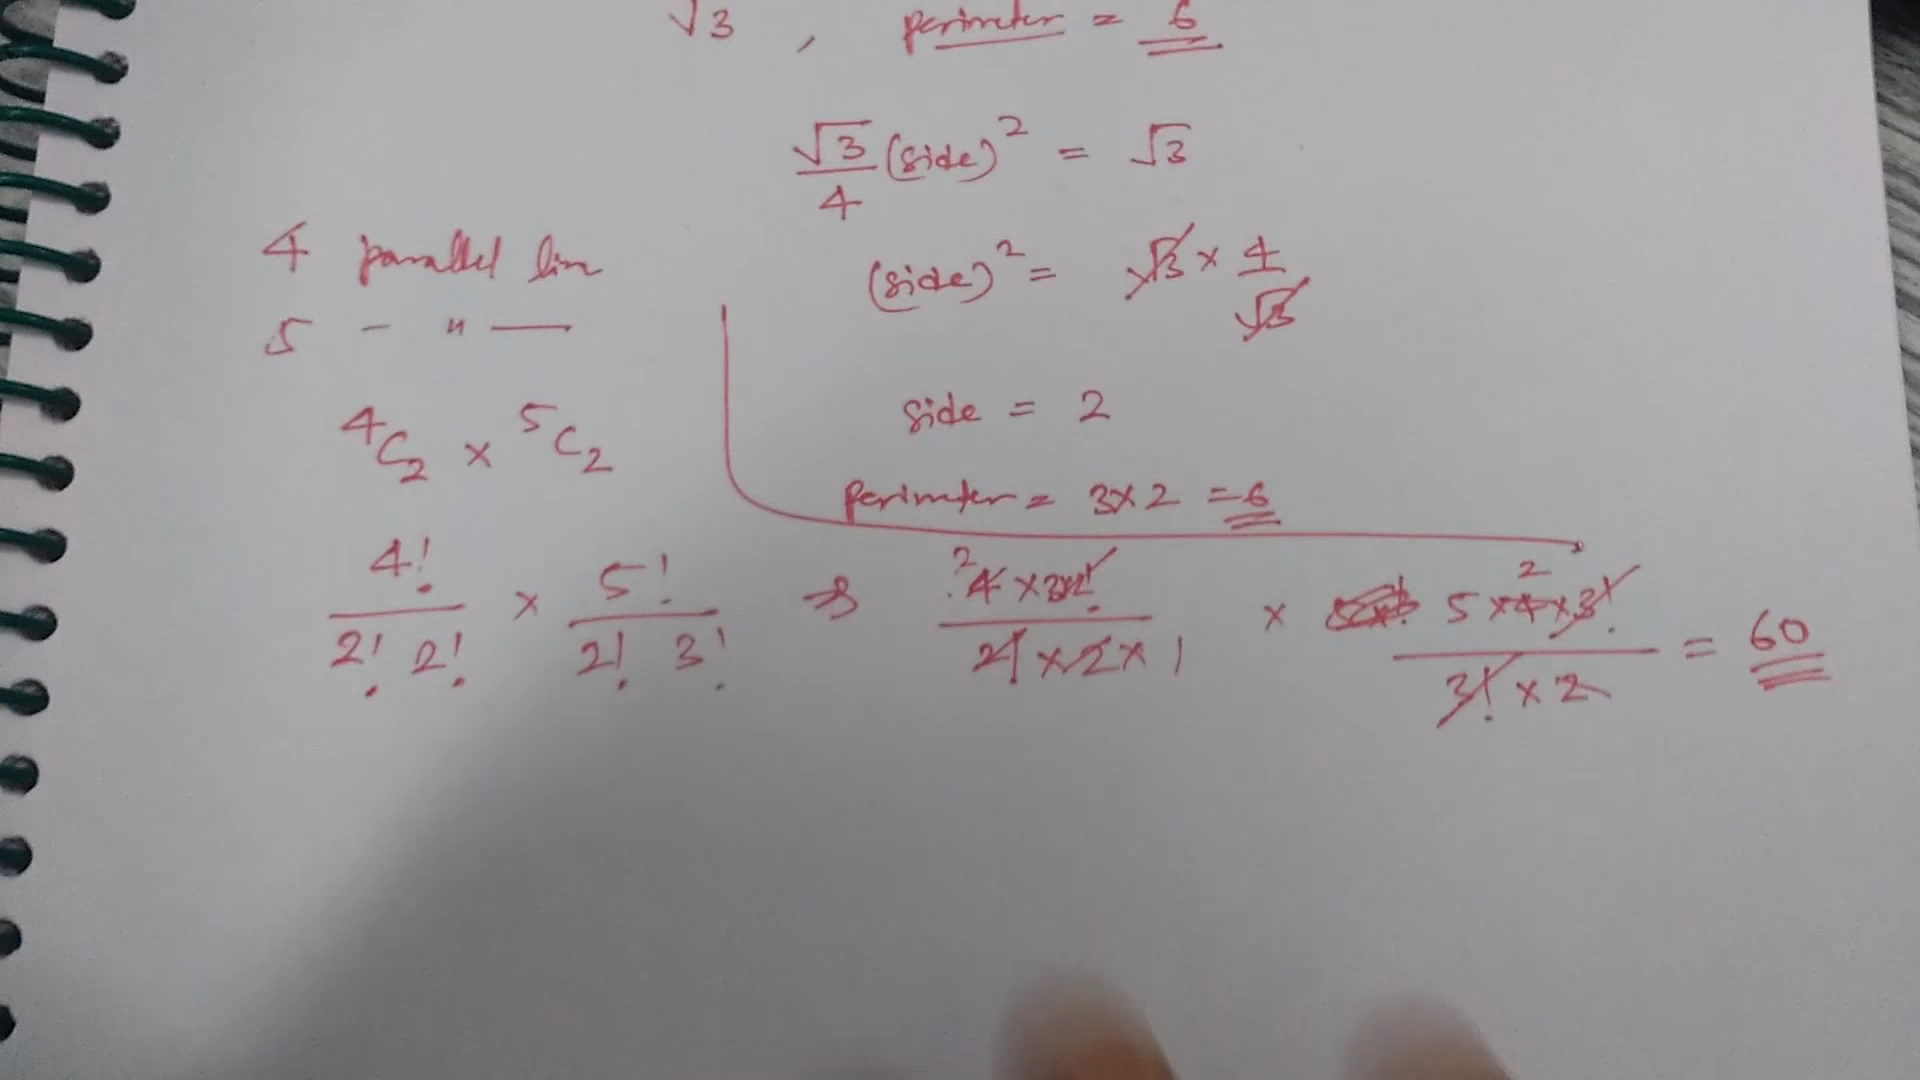 √3 , perimeter = 6
√3/4 (side)² = √3
(side)² = √3 × 4/√3
side = 2
perimeter = 3×2 = 6
4 parallel line
5 - " —
⁴C₂ × ⁵C₂
4!/(2! 2!) × 5!/(2! 3!) ⇒ (4×3×2!)/(2!×2×1) × (5×4×3!)/(3!×2) = 60